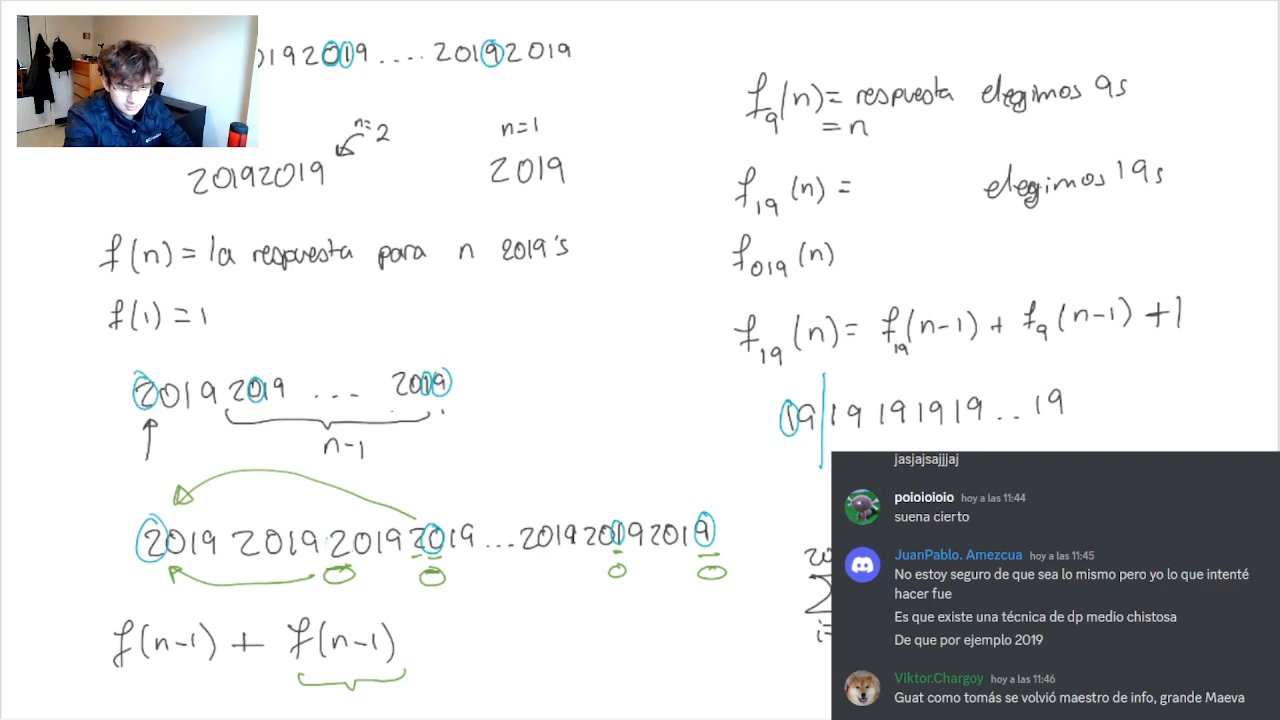 019 2019 .... 2019 2019
n=2
20192019
n=1
2019
f(n) = la respuesta para n 2019's
f(1) = 1
2019 2019 ... 2019
n-1
2019 2019 2019 2019 ... 2019 2019 2019
f(n-1) + f(n-1)
f9(n) = respuesta elegimos 9s
= n
f19(n) = elegimos 19s
f019(n)
f19(n) = f19(n-1) + f9(n-1) + 1
19 19 19 19 19 .. 19
20
Σ
i=
jasjajsajjjaj
poioioioio hoy a las 11:44
suena cierto
JuanPablo. Amezcua hoy a las 11:45
No estoy seguro de que sea lo mismo pero yo lo que intenté
hacer fue
Es que existe una técnica de dp medio chistosa
De que por ejemplo 2019
Viktor.Chargoy hoy a las 11:46
Guat como tomás se volvió maestro de info, grande Maeva